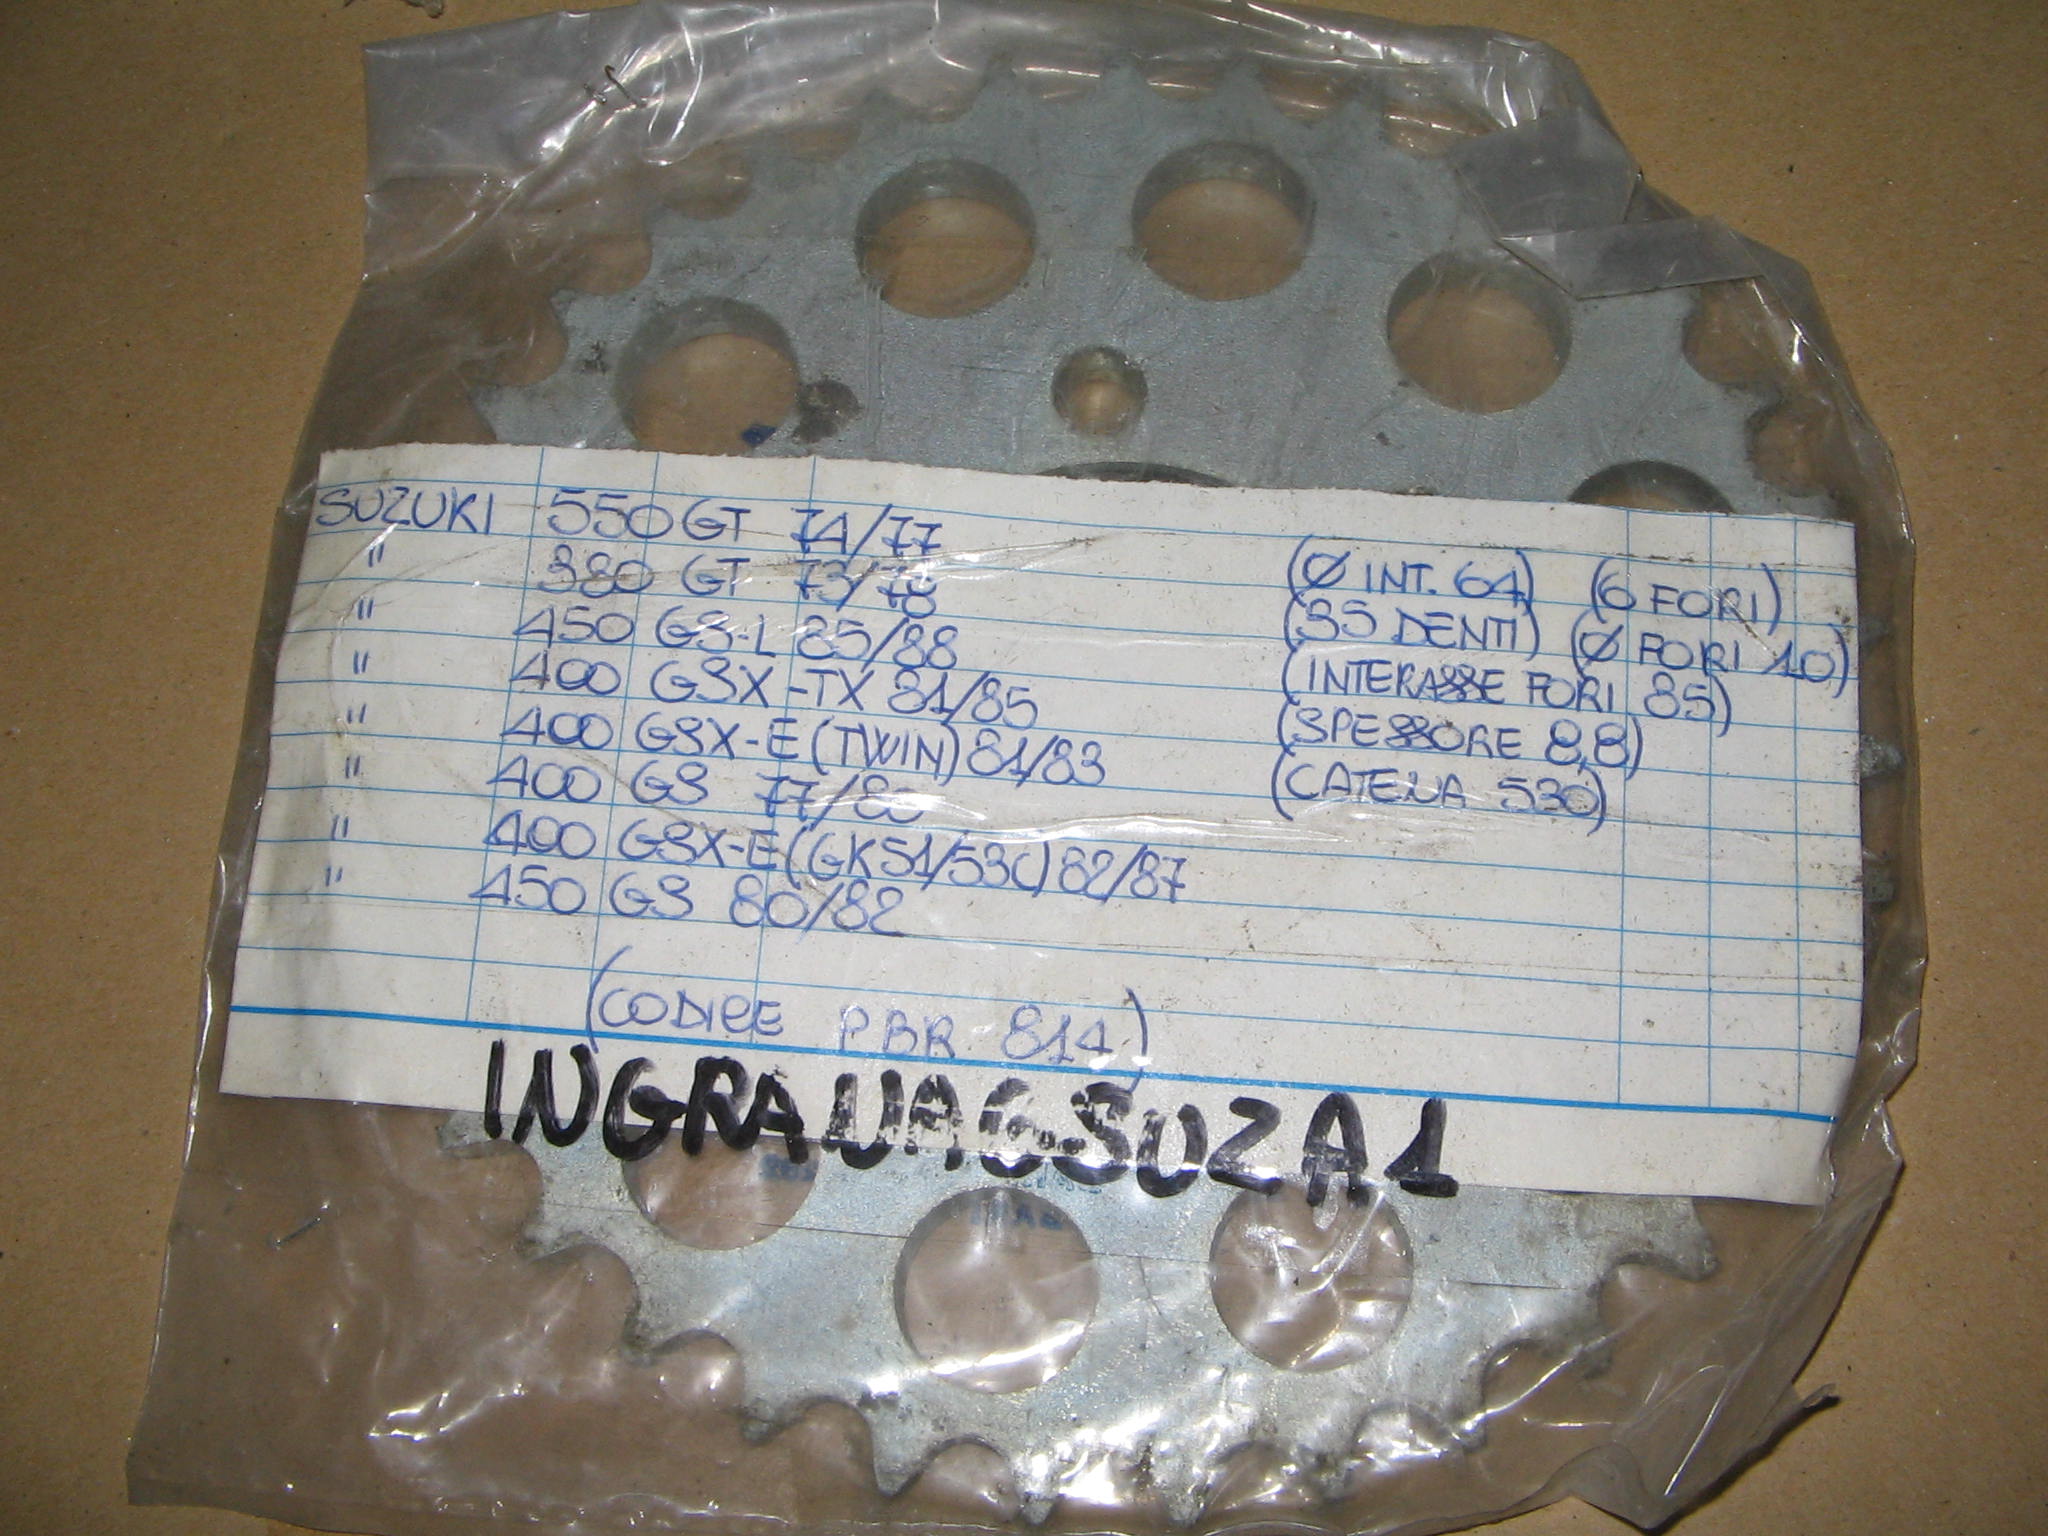 SUZUKI 550 GT 74/77
" 380 GT 73/78 (Ø INT. 64) (6 FORI)
" 450 GS-L 85/88 (35 DENTI) (Ø FORI 10)
" 400 GSX-TX 81/85 (INTERASSE FORI 85)
" 400 GSX-E (TWIN) 81/83 (SPESSORE 8,8)
" 400 GS 77/83 (CATENA 530)
" 400 GSX-E (GK51/53C) 82/87
" 450 GS 80/82
(CODICE PBR 814)
INGRANAGSUZA1